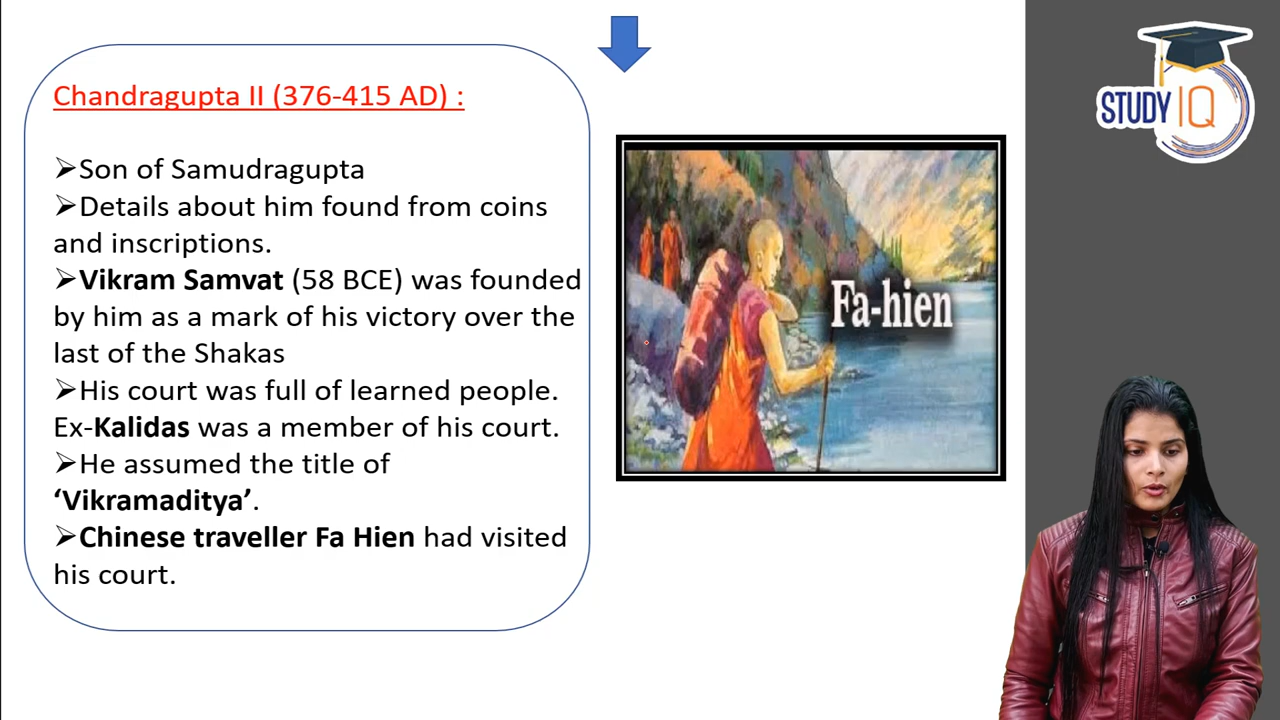 Chandragupta II (376-415 AD) :
➢Son of Samudragupta
➢Details about him found from coins
and inscriptions.
➢Vikram Samvat (58 BCE) was founded
by him as a mark of his victory over the
last of the Shakas
➢His court was full of learned people.
Ex-Kalidas was a member of his court.
➢He assumed the title of
‘Vikramaditya’.
➢Chinese traveller Fa Hien had visited
his court.
Fa-hien
STUDY IQ